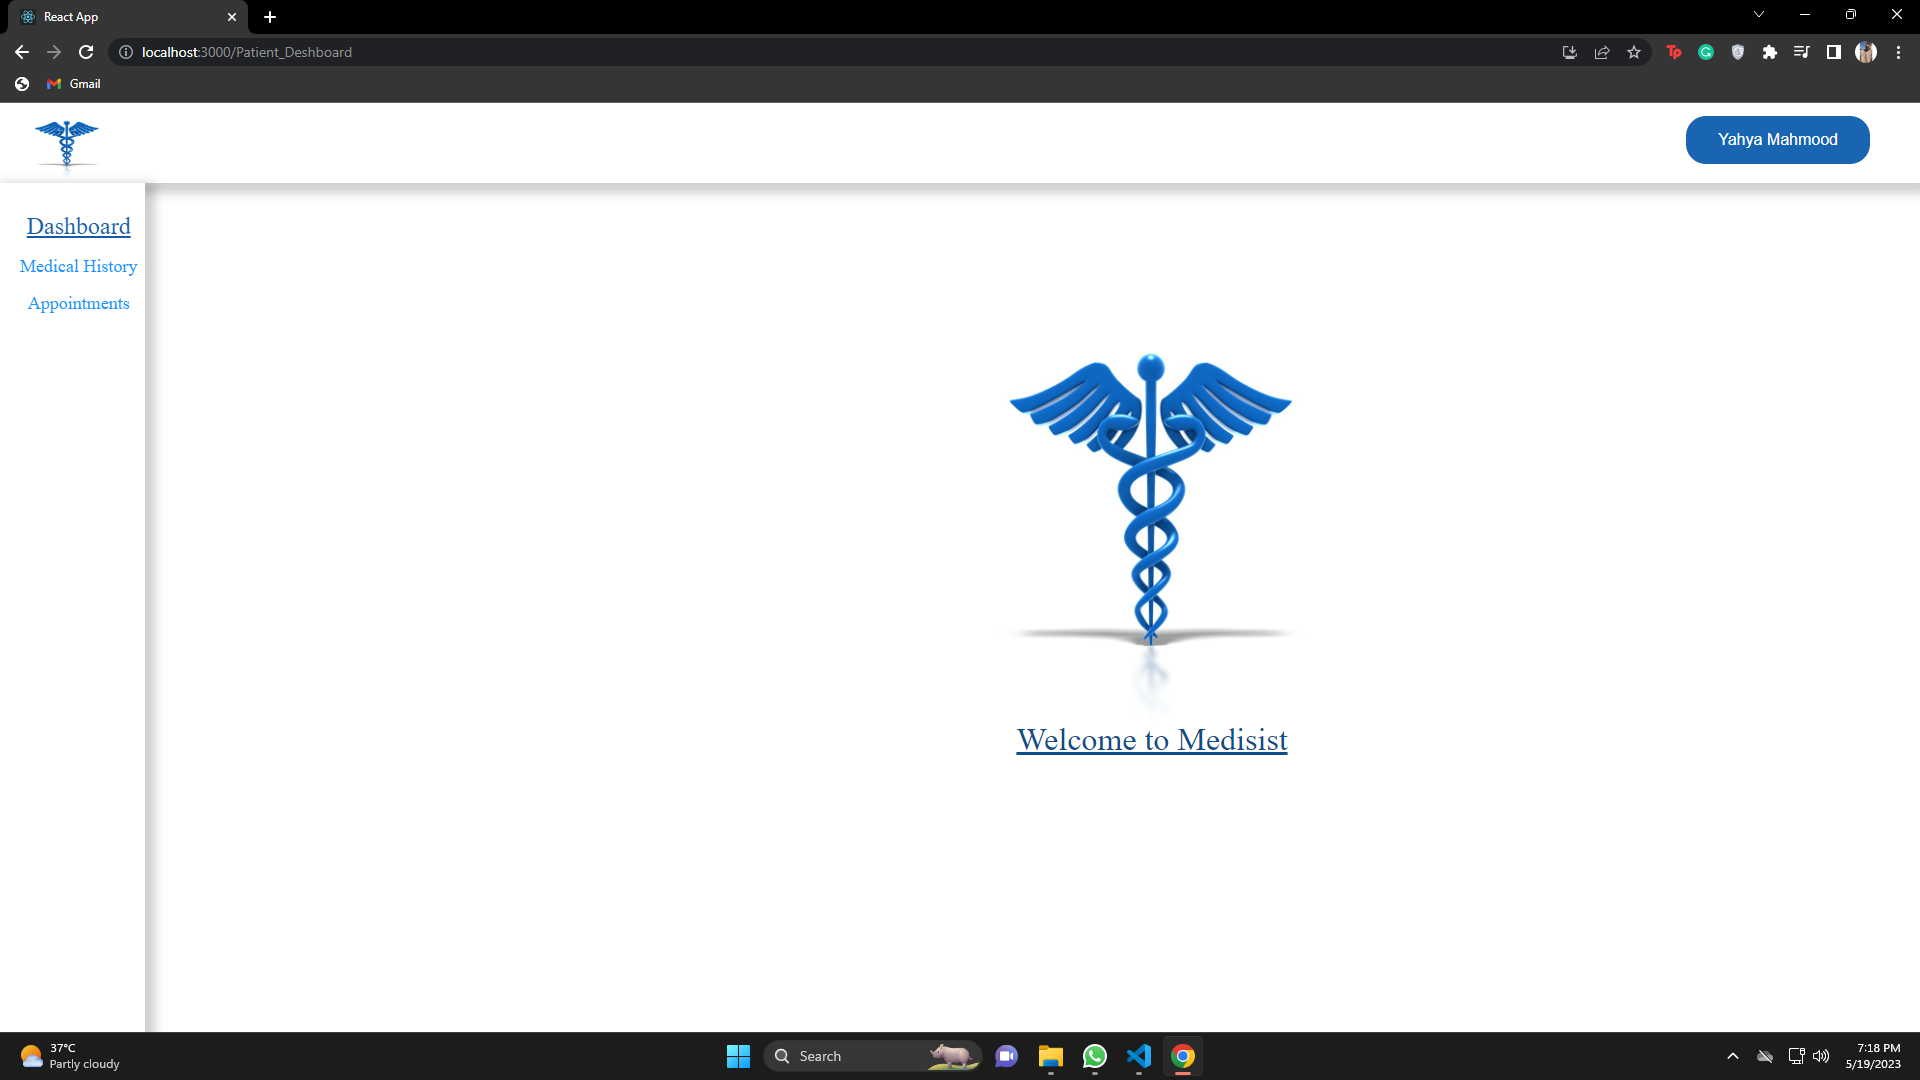 React App
localhost:3000/Patient_Deshboard
Gmail
Yahya Mahmood
Dashboard
Medical History
Appointments
Welcome to Medisist
37°C
Partly cloudy
Search
7:18 PM
5/19/2023